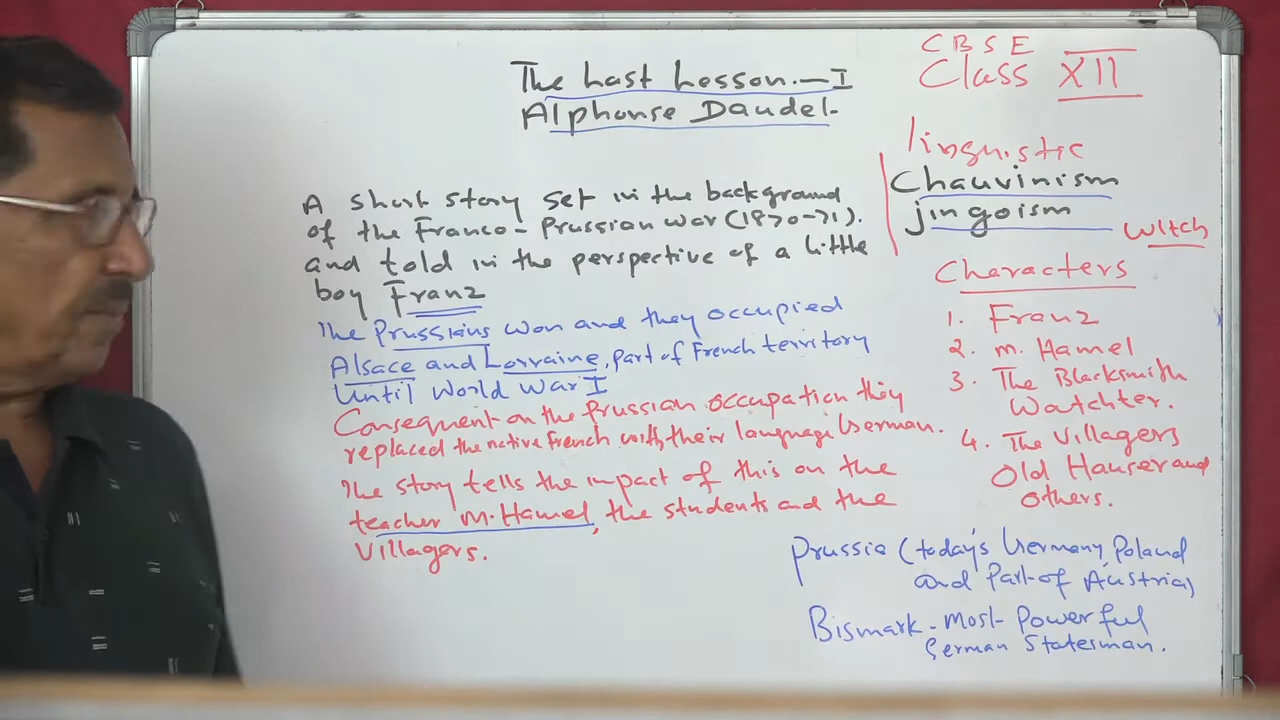 The Last Lesson.—I
Alphonse Daudel.
A short story set in the background
of the Franco-Prussian war (1870-71).
and told in the perspective of a little
boy Franz
The Prussians won and they occupied
Alsace and Lorraine, part of French territory
Until World War I
Consequent on the Prussian occupation they
replaced the native French with their language German.
The story tells the impact of this on the
teacher M. Hamel, the students and the
Villagers.
CBSE
Class XII
linguistic
Chauvinism
jingoism
witch
Characters
1. Franz
2. M. Hamel
3. The Blacksmith
Watchter.
4. The Villagers
Old Hauser and
others.
Prussia (today's Germany, Poland
and Part of Austria)
Bismark - Most Powerful
German Statesman.